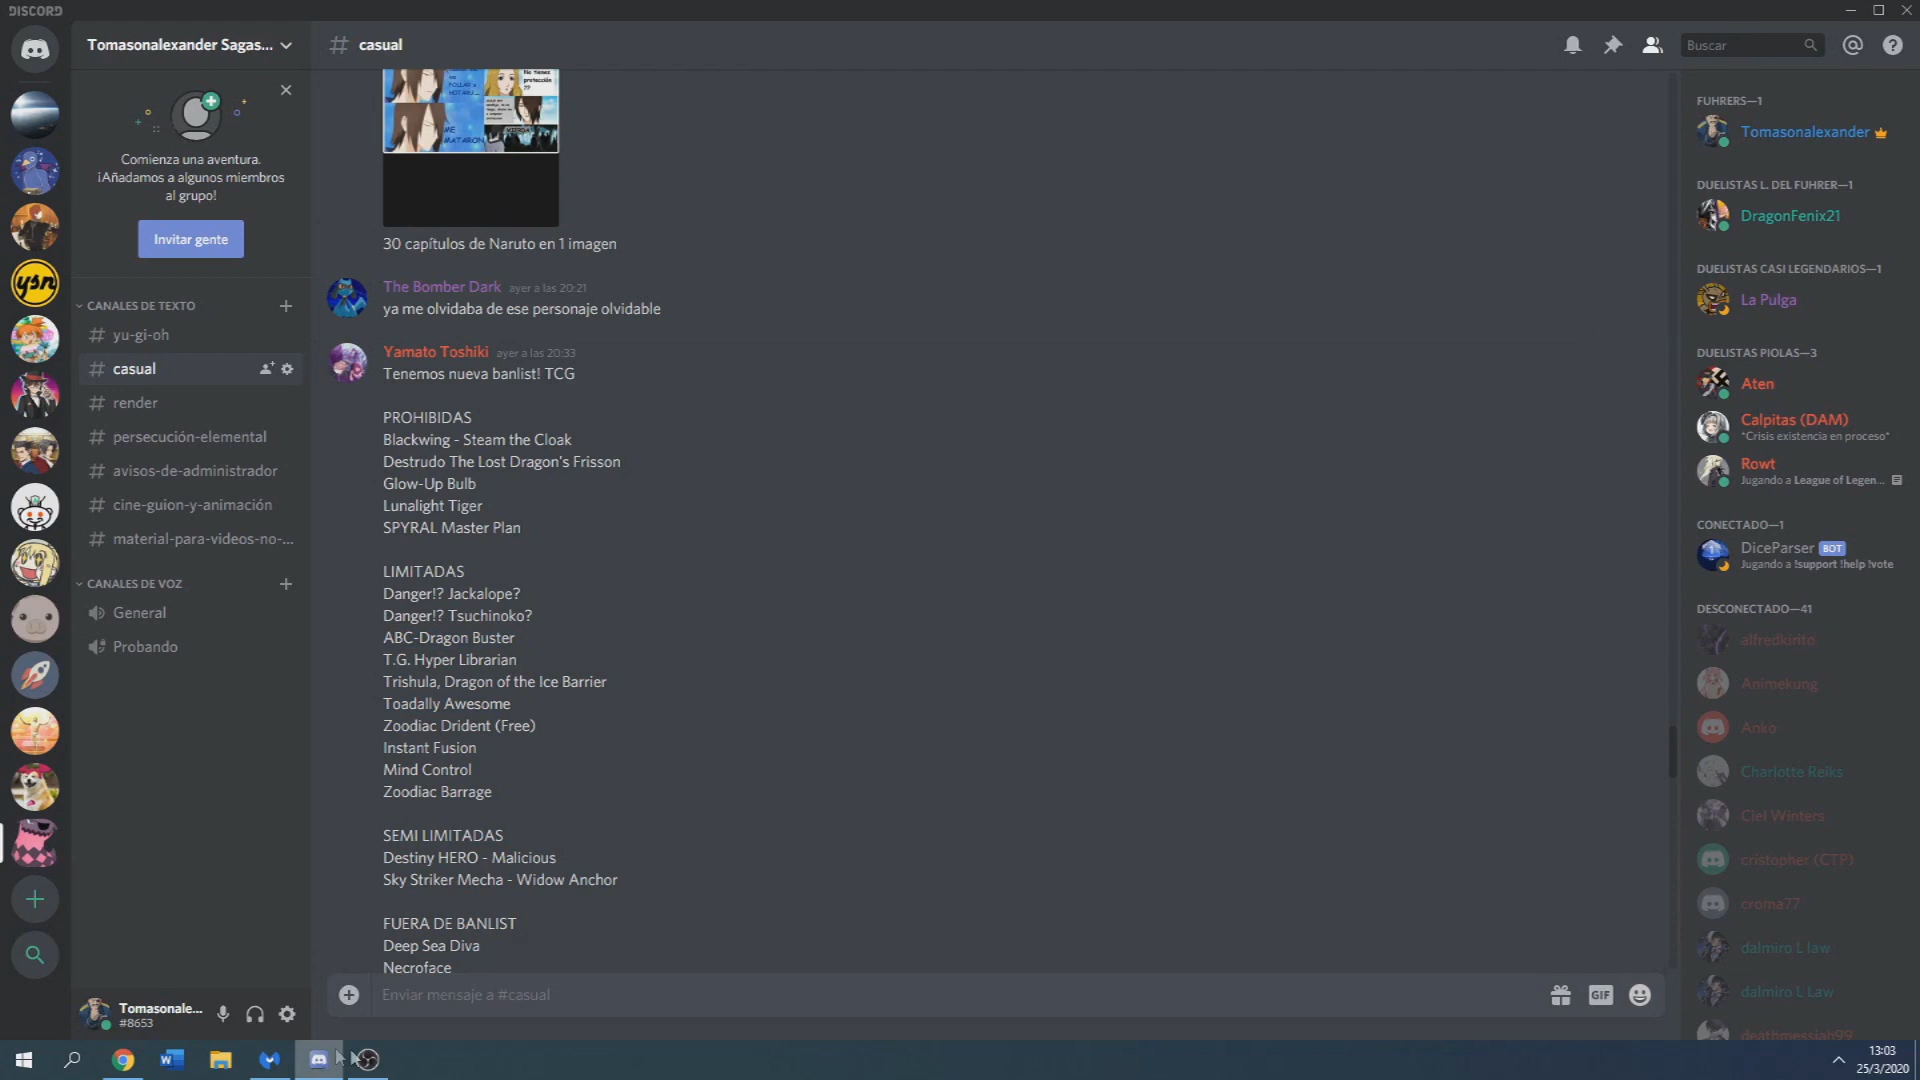 DISCORD
Tomasonalexander Sagas...
Comienza una aventura.
¡Añadamos a algunos miembros
al grupo!
Invitar gente
CANALES DE TEXTO
yu-gi-oh
casual
render
persecución-elemental
avisos-de-administrador
cine-guion-y-animación
material-para-videos-no-...
CANALES DE VOZ
General
Probando
Tomasonale...
#8653
ysn
# casual
Buscar
No tienes
protección
??
ME
MATARON
30 capítulos de Naruto en 1 imagen
The Bomber Dark ayer a las 20:21
ya me olvidaba de ese personaje olvidable
Yamato Toshiki ayer a las 20:33
Tenemos nueva banlist! TCG
PROHIBIDAS
Blackwing - Steam the Cloak
Destrudo The Lost Dragon's Frisson
Glow-Up Bulb
Lunalight Tiger
SPYRAL Master Plan
LIMITADAS
Danger!? Jackalope?
Danger!? Tsuchinoko?
ABC-Dragon Buster
T.G. Hyper Librarian
Trishula, Dragon of the Ice Barrier
Toadally Awesome
Zoodiac Drident (Free)
Instant Fusion
Mind Control
Zoodiac Barrage
SEMI LIMITADAS
Destiny HERO - Malicious
Sky Striker Mecha - Widow Anchor
FUERA DE BANLIST
Deep Sea Diva
Necroface
Enviar mensaje a #casual
GIF
FUHRERS—1
Tomasonalexander
DUELISTAS L. DEL FUHRER—1
DragonFenix21
DUELISTAS CASI LEGENDARIOS—1
La Pulga
DUELISTAS PIOLAS—3
Aten
Calpitas (DAM)
*Crisis existencia en proceso*
Rowt
Jugando a League of Legen...
CONECTADO—1
DiceParser BOT
Jugando a !support !help !vote
DESCONECTADO—41
alfredkirito
Animekung
Anko
Charlotte Reiks
Ciel Winters
cristopher (CTP)
croma77
dalmiro L law
dalmiro L Law
deathmessiah99
13:03
25/3/2020